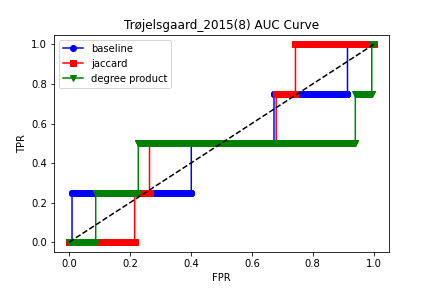 Trøjelsgaard_2015(8) AUC Curve
baseline
jaccard
degree product
TPR
1.0
0.8
0.6
0.4
0.2
0.0
0.0 0.2 0.4 0.6 0.8 1.0
FPR